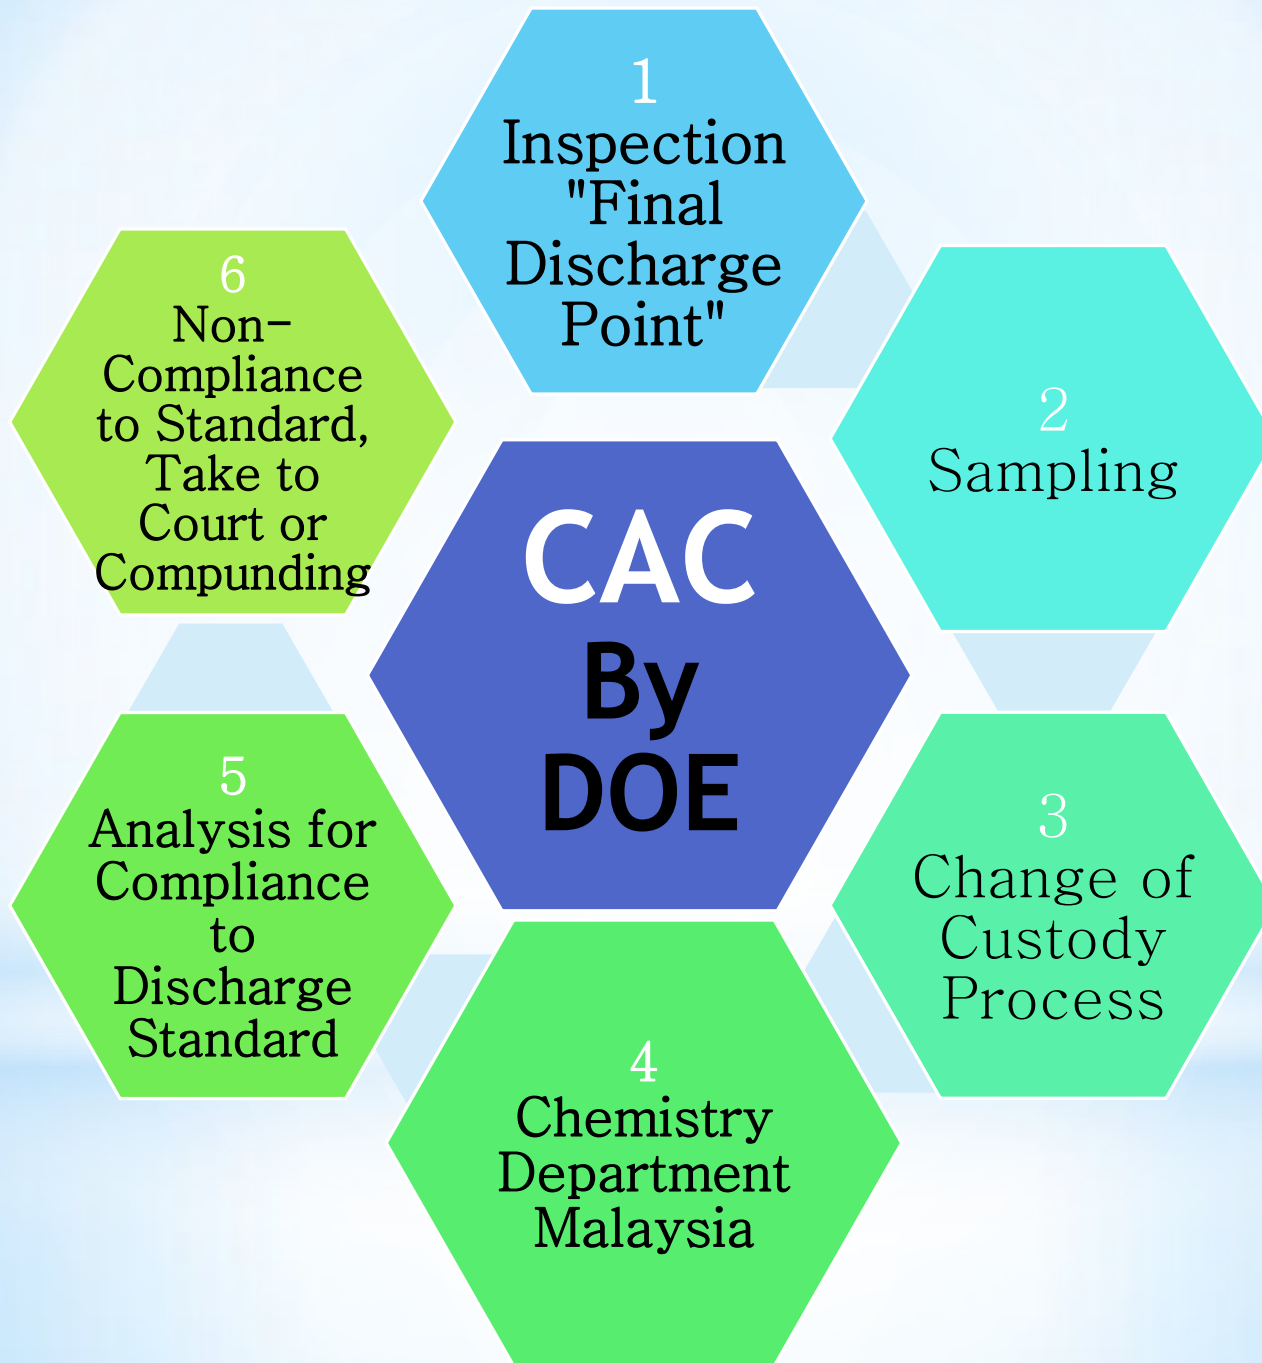 1
Inspection
"Final
Discharge
Point"
2
Sampling
3
Change of
Custody
Process
4
Chemistry
Department
Malaysia
5
Analysis for
Compliance
to
Discharge
Standard
6
Non-
Compliance
to Standard,
Take to
Court or
Compunding
CAC
By
DOE